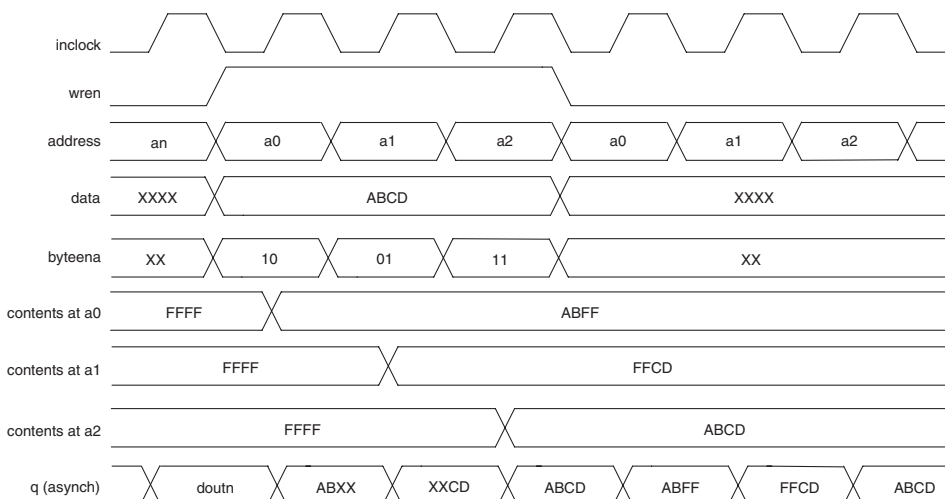 inclock
wren
address an a0 a1 a2 a0 a1 a2
data XXXX ABCD XXXX
byteena XX 10 01 11 XX
contents at a0 FFFF ABFF
contents at a1 FFFF FFCD
contents at a2 FFFF ABCD
q (asynch) doutn ABXX XXCD ABCD ABFF FFCD ABCD